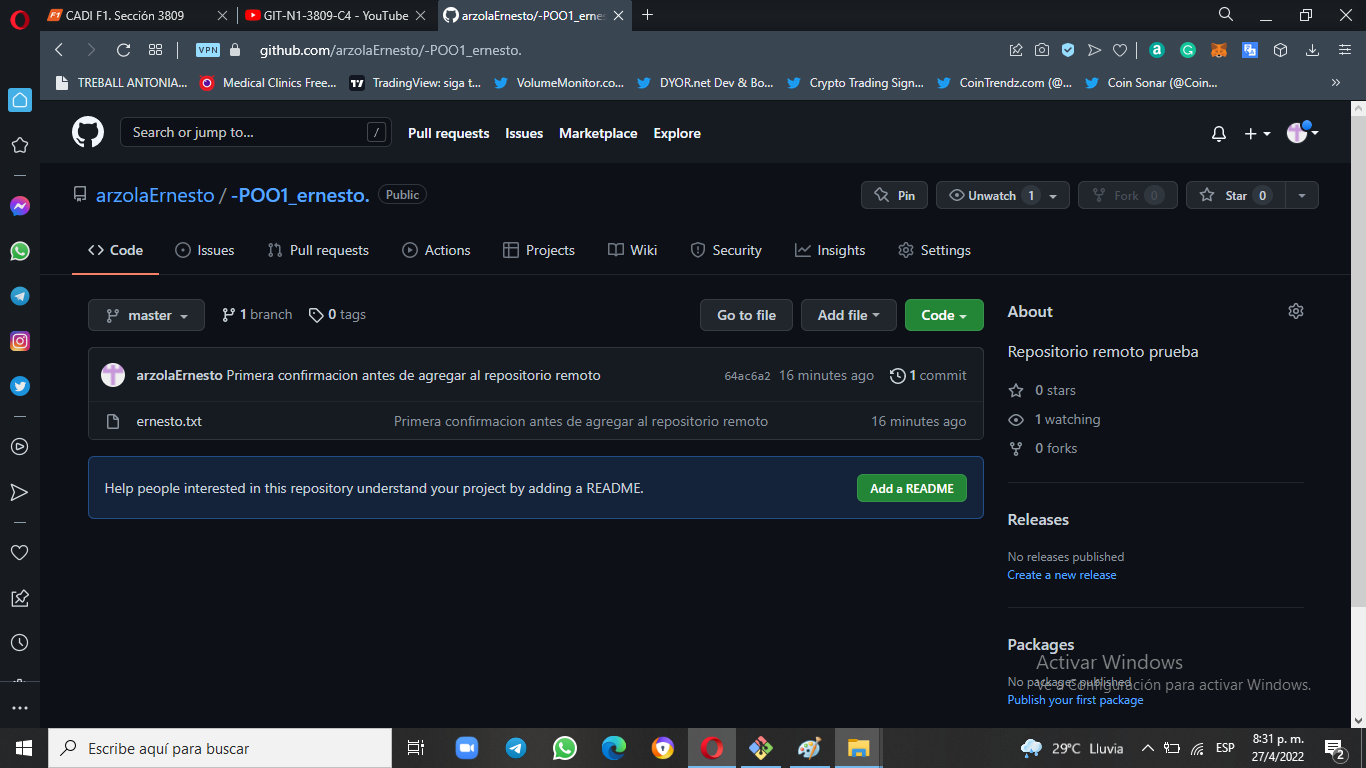 CADI F1. Sección 3809
GIT-N1-3809-C4 - YouTube
arzolaErnesto/-POO1_erne
VPN
github.com/arzolaErnesto/-POO1_ernesto.
TREBALL ANTONIA...
Medical Clinics Free...
TradingView: siga t...
VolumeMonitor.co...
DYOR.net Dev & Bo...
Crypto Trading Sign...
CoinTrendz.com (@...
Coin Sonar (@Coin...
Search or jump to...
/
Pull requests
Issues
Marketplace
Explore
arzolaErnesto / -POO1_ernesto.
Public
Pin
Unwatch 1
Fork 0
Star 0
Code
Issues
Pull requests
Actions
Projects
Wiki
Security
Insights
Settings
master
1 branch
0 tags
Go to file
Add file
Code
arzolaErnesto Primera confirmacion antes de agregar al repositorio remoto
64ac6a2 16 minutes ago
1 commit
ernesto.txt
Primera confirmacion antes de agregar al repositorio remoto
16 minutes ago
Help people interested in this repository understand your project by adding a README.
Add a README
About
Repositorio remoto prueba
0 stars
1 watching
0 forks
Releases
No releases published
Create a new release
Packages
No packages published
Publish your first package
Activar Windows
Ve a Configuración para activar Windows.
Escribe aquí para buscar
29°C Lluvia
ESP
8:31 p. m.
27/4/2022
2